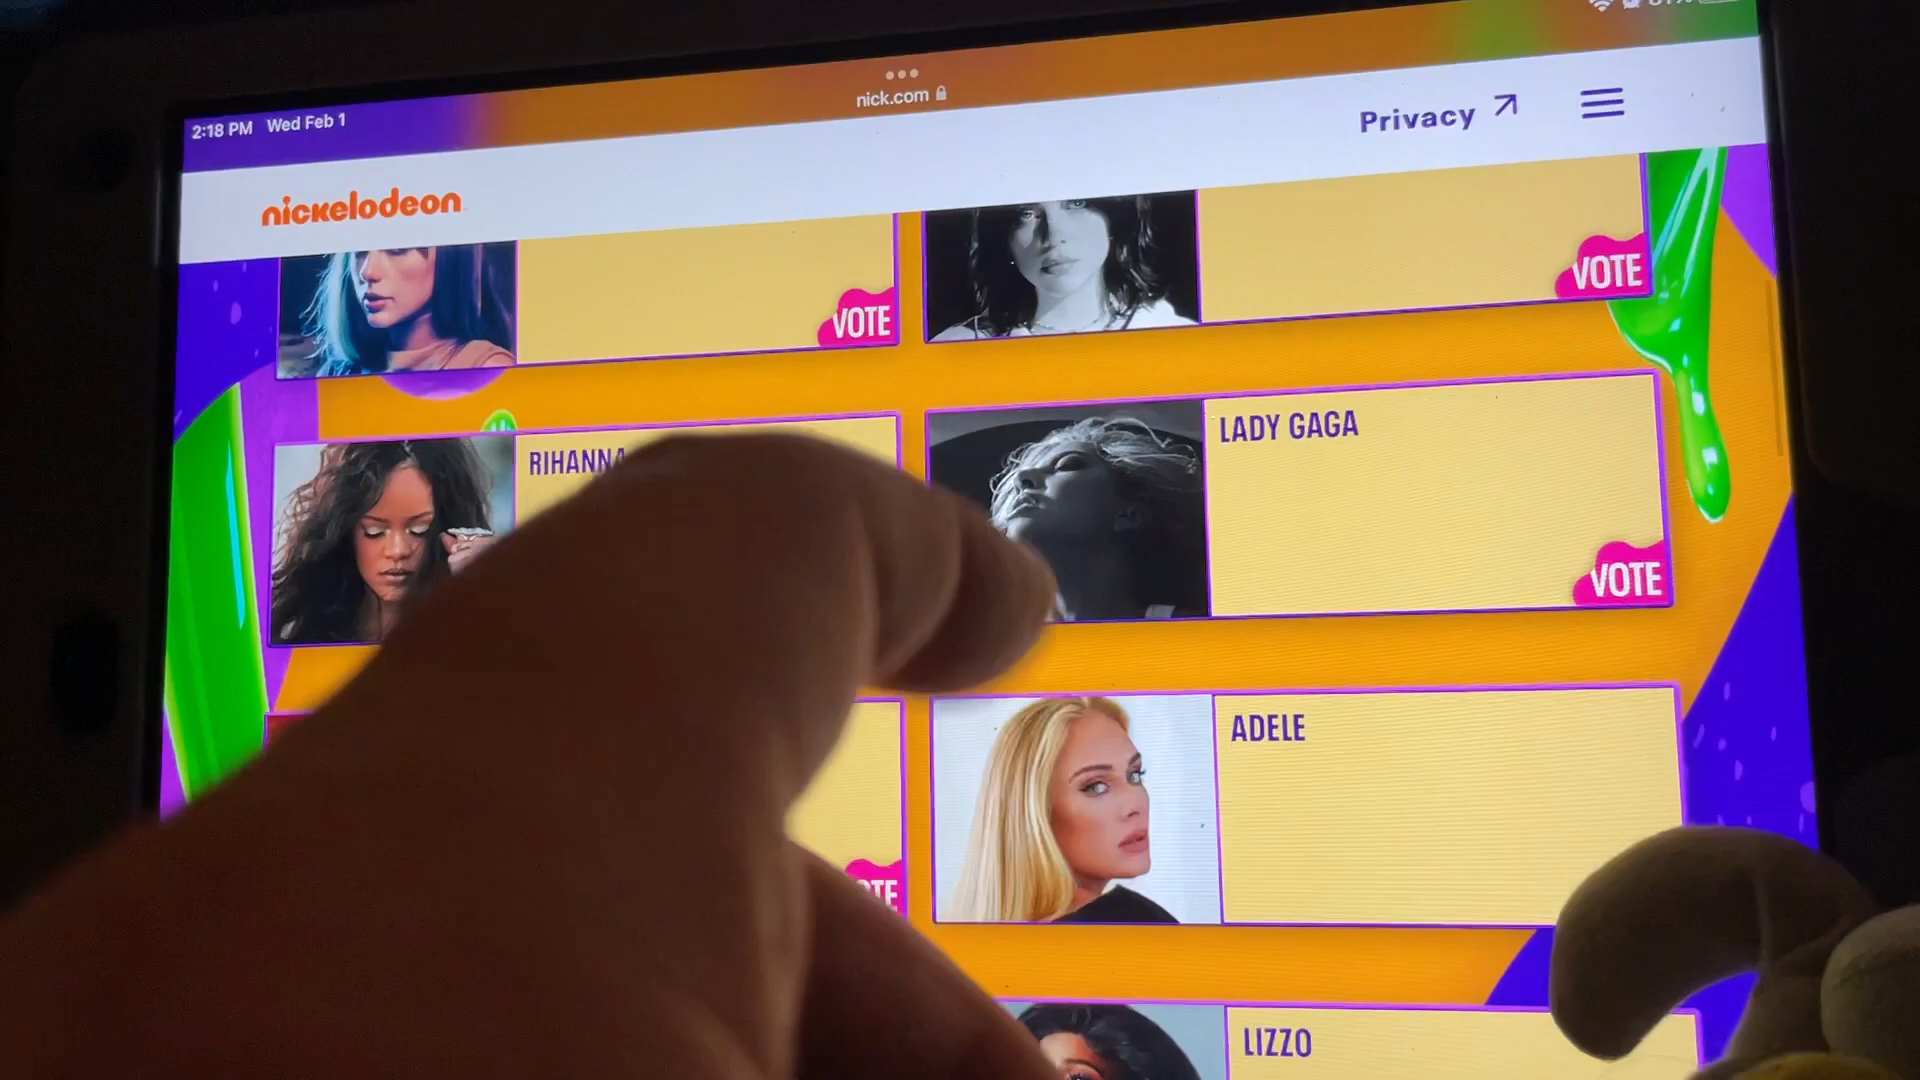 2:18 PM Wed Feb 1
nick.com
Privacy
nickelodeon
VOTE
VOTE
RIHANNA
LADY GAGA
VOTE
ADELE
LIZZO